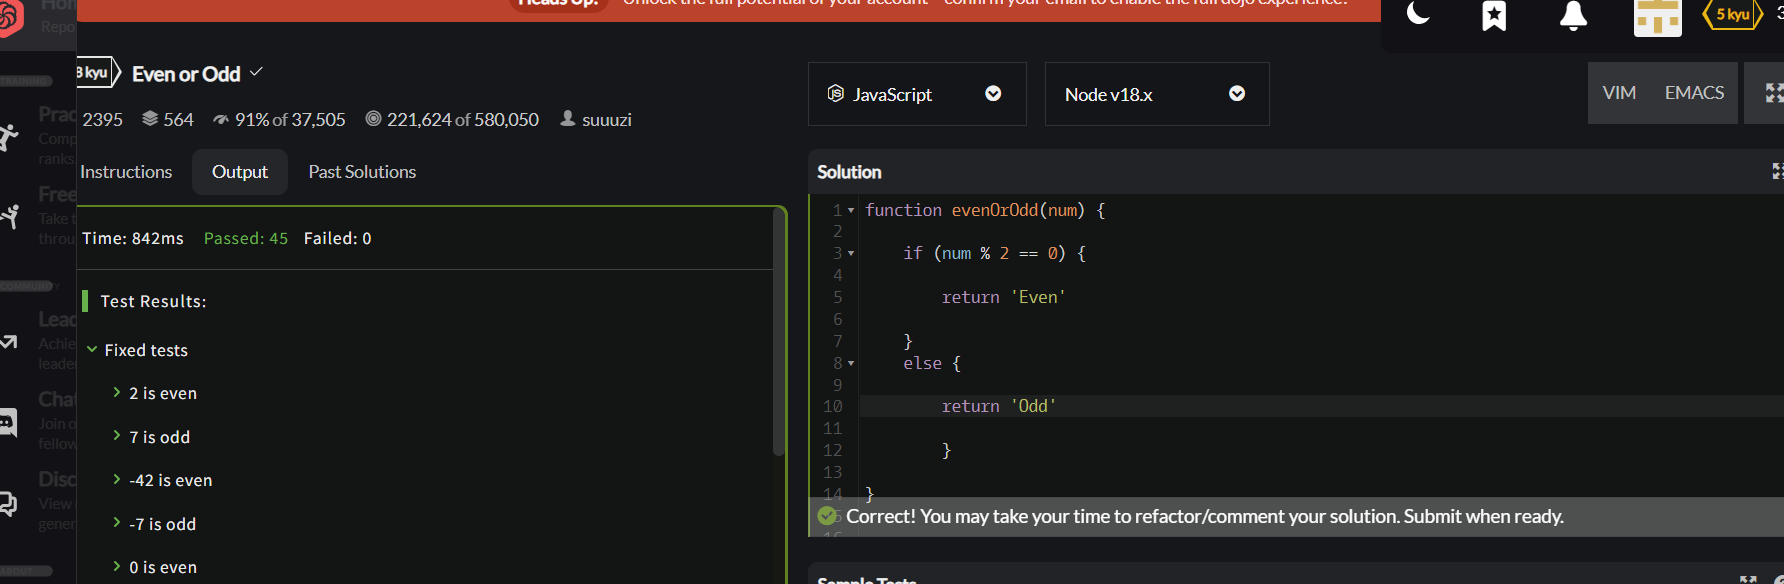 Heads Up! Unlock the full potential of your account - confirm your email to enable the full dojo experience!
5 kyu
Repo
TRAINING
Prac
Comp
ranks
Free
Take t
throu
COMMUNITY
Lead
Achie
leade
Chat
Join o
fellov
Disc
View
gener
ABOUT
8 kyu Even or Odd
2395 564 91% of 37,505 221,624 of 580,050 suuuzi
JavaScript Node v18.x VIM EMACS
Instructions Output Past Solutions
Time: 842ms Passed: 45 Failed: 0
Test Results:
Fixed tests
2 is even
7 is odd
-42 is even
-7 is odd
0 is even
Solution
1 function evenOrOdd(num) {
2
3 if (num % 2 == 0) {
4
5 return 'Even'
6
7 }
8 else {
9
10 return 'Odd'
11
12 }
13
14 }
Correct! You may take your time to refactor/comment your solution. Submit when ready.
Sample Tests